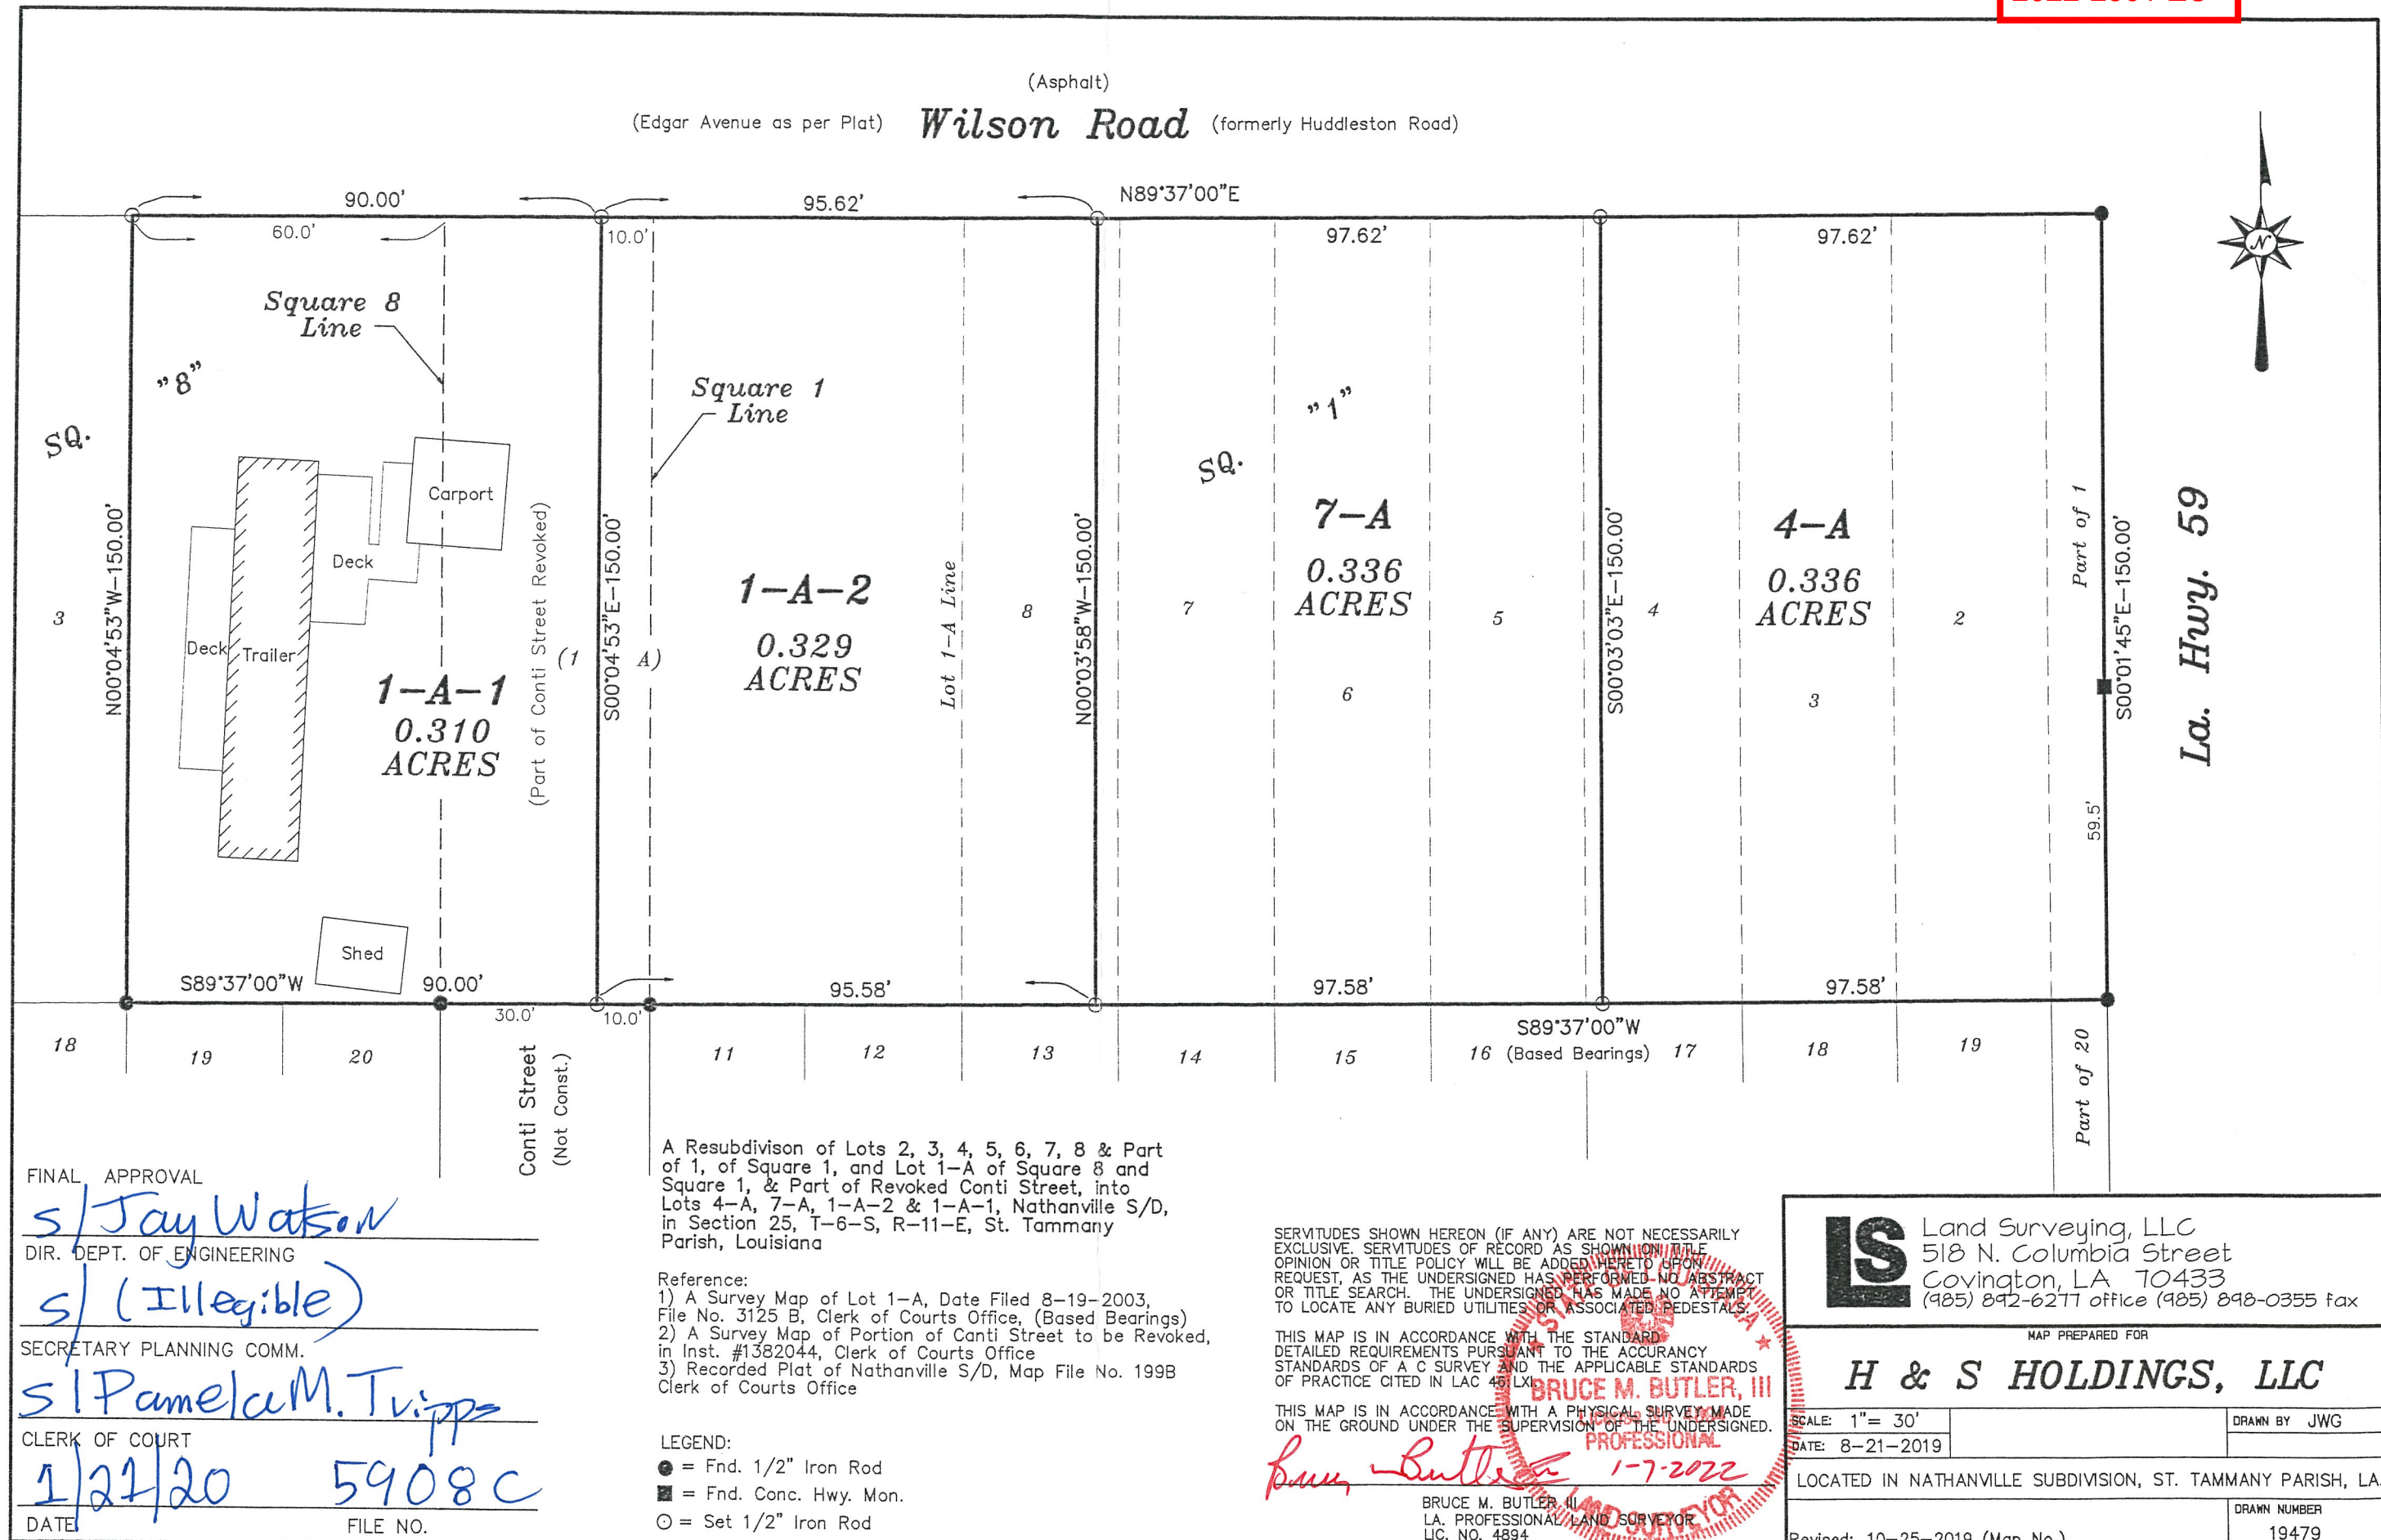 (Asphalt)
(Edgar Avenue as per Plat) Wilson Road (formerly Huddleston Road)
90.00' 95.62' N89°37'00"E
60.0' 10.0' 97.62' 97.62'
N
Square 8
Line
"8"
SQ.
Square 1
Line
"1"
SQ.
Carport
Deck
Deck
Trailer
Shed
3
N00°04'53"W-150.00'
1-A-1
0.310
ACRES
(Part of Conti Street Revoked)
(1 A)
S00°04'53"E-150.00'
1-A-2
0.329
ACRES
Lot 1-A Line
8
N00°03'58"W-150.00'
7-A
0.336
ACRES
7
6
5
S00°03'03"E-150.00'
4-A
0.336
ACRES
4
3
2
Part of 1
S00°01'45"E-150.00'
59.5'
La. Hwy. 59
S89°37'00"W 90.00' 95.58' 97.58' 97.58'
30.0' 10.0'
S89°37'00"W
(Based Bearings)
18 19 20 11 12 13 14 15 16 17 18 19
Part of 20
Conti Street
(Not Const.)
A Resubdivison of Lots 2, 3, 4, 5, 6, 7, 8 & Part
of 1, of Square 1, and Lot 1-A of Square 8 and
Square 1, & Part of Revoked Conti Street, into
Lots 4-A, 7-A, 1-A-2 & 1-A-1, Nathanville S/D,
in Section 25, T-6-S, R-11-E, St. Tammany
Parish, Louisiana
Reference:
1) A Survey Map of Lot 1-A, Date Filed 8-19-2003,
File No. 3125 B, Clerk of Courts Office, (Based Bearings)
2) A Survey Map of Portion of Canti Street to be Revoked,
in Inst. #1382044, Clerk of Courts Office
3) Recorded Plat of Nathanville S/D, Map File No. 199B
Clerk of Courts Office
LEGEND:
= Fnd. 1/2" Iron Rod
= Fnd. Conc. Hwy. Mon.
= Set 1/2" Iron Rod
FINAL APPROVAL
s/Jay Watson
DIR. DEPT. OF ENGINEERING
s/ (Illegible)
SECRETARY PLANNING COMM.
s/Pamela M. Tripps
CLERK OF COURT
1/21/20 5908C
DATE FILE NO.
SERVITUDES SHOWN HEREON (IF ANY) ARE NOT NECESSARILY
EXCLUSIVE. SERVITUDES OF RECORD AS SHOWN ON TITLE
OPINION OR TITLE POLICY WILL BE ADDED HERETO UPON
REQUEST, AS THE UNDERSIGNED HAS PERFORMED NO ABSTRACT
OR TITLE SEARCH. THE UNDERSIGNED HAS MADE NO ATTEMPT
TO LOCATE ANY BURIED UTILITIES OR ASSOCIATED PEDESTALS.
THIS MAP IS IN ACCORDANCE WITH THE STANDARD
DETAILED REQUIREMENTS PURSUANT TO THE ACCURANCY
STANDARDS OF A C SURVEY AND THE APPLICABLE STANDARDS
OF PRACTICE CITED IN LAC 46:LXI.
THIS MAP IS IN ACCORDANCE WITH A PHYSICAL SURVEY MADE
ON THE GROUND UNDER THE SUPERVISION OF THE UNDERSIGNED.
STATE OF LOUISIANA
BRUCE M. BUTLER, III
PROFESSIONAL
LAND SURVEYOR
1-7-2022
BRUCE M. BUTLER III
LA. PROFESSIONAL LAND SURVEYOR
LIC. NO. 4894
LS
Land Surveying, LLC
518 N. Columbia Street
Covington, LA 70433
(985) 892-6277 office (985) 898-0355 fax
MAP PREPARED FOR
H & S HOLDINGS, LLC
SCALE: 1"= 30' DRAWN BY JWG
DATE: 8-21-2019
LOCATED IN NATHANVILLE SUBDIVISION, ST. TAMMANY PARISH, LA.
DRAWN NUMBER
19479
Revised: 10-25-2019 (Map No.)